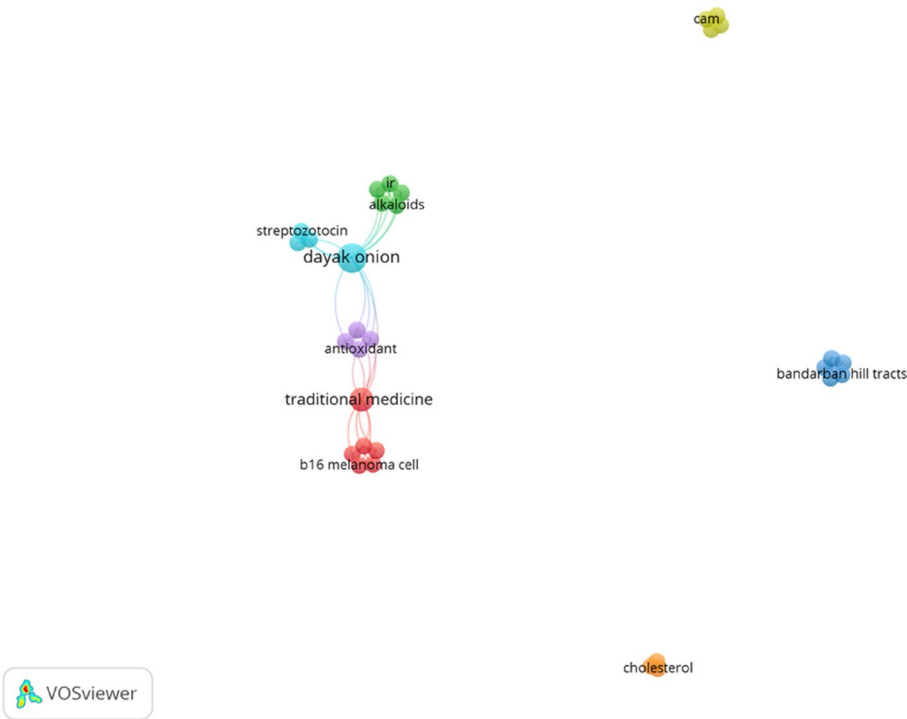 cam
ir
alkaloids
streptozotocin
dayak onion
antioxidant
bandarban hill tracts
traditional medicine
b16 melanoma cell
cholesterol
VOSviewer